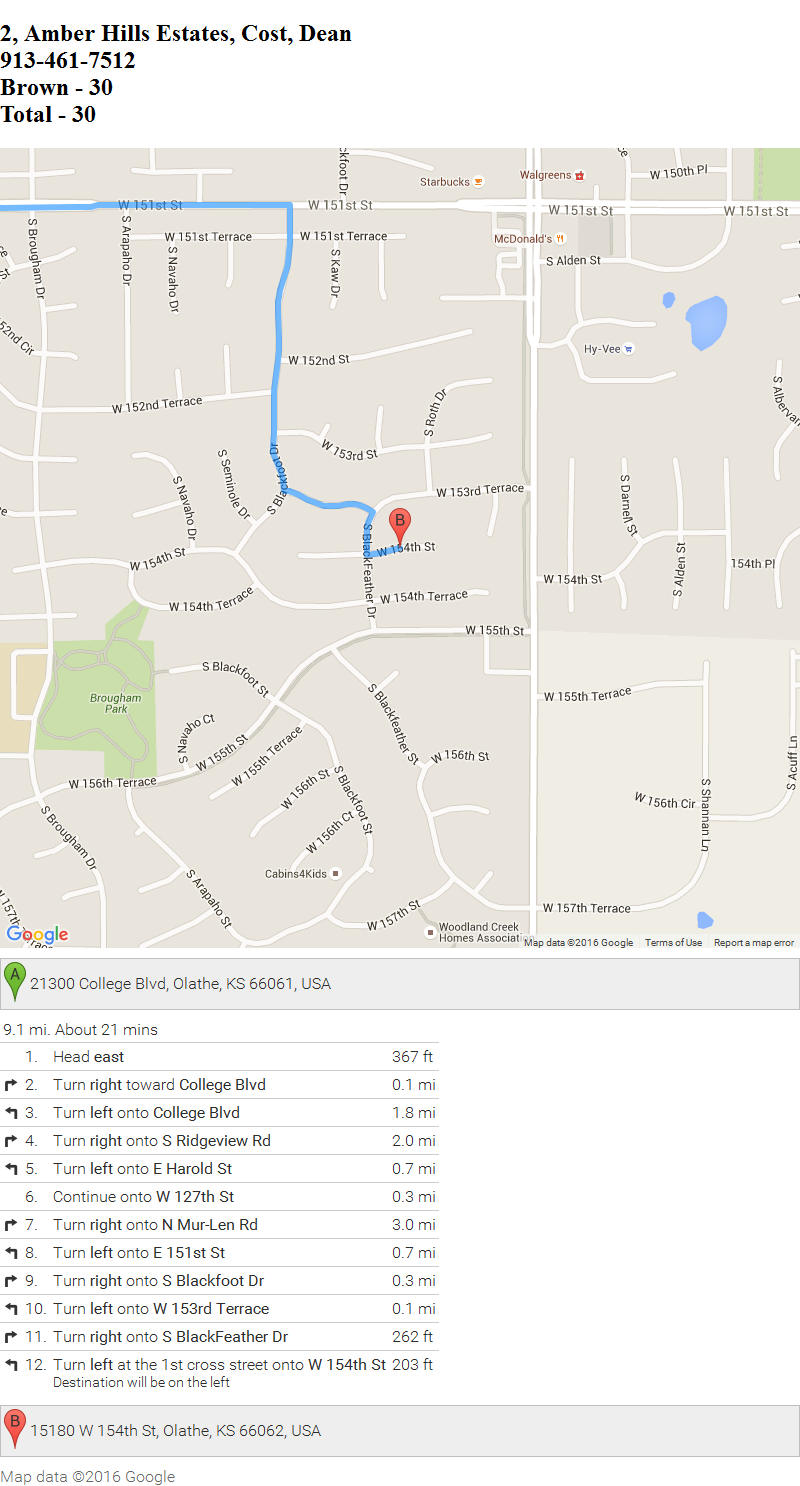 2, Amber Hills Estates, Cost, Dean
913-461-7512
Brown - 30
Total - 30
ckfoot Dr
Starbucks
Walgreens
W 150th Pl
W 151st St
W 151st St
W 151st St
W 151st St
S Brougham Dr
S Arapaho Dr
W 151st Terrace
S Navaho Dr
W 151st Terrace
S Kaw Dr
McDonald's
S Alden St
52nd Cir
W 152nd St
Hy-Vee
W 152nd Terrace
S Roth Dr
W 153rd St
S Seminole Dr
S Navaho Dr
W 153rd Terrace
S Darnell St
W 154th St
B
W 154th St
S BlackFeather Dr
S Alden St
154th Pl
W 154th St
W 154th Terrace
W 154th Terrace
W 155th St
S Blackfoot St
Brougham
Park
S Blackfeather St
W 155th Terrace
S Navaho Ct
W 155th St
W 155th Terrace
W 156th St
S Acuff Ln
W 156th Terrace
W 156th St
S Blackfoot St
W 156th Cir
S Shannan Ln
S Brougham Dr
W 156th Ct
Cabins4Kids
S Arapaho St
W 157th St
W 157th Terrace
Woodland Creek
Homes Associati
Google
Map data ©2016 Google
Terms of Use
Report a map error
A
21300 College Blvd, Olathe, KS 66061, USA
9.1 mi. About 21 mins
1. Head east 367 ft
2. Turn right toward College Blvd 0.1 mi
3. Turn left onto College Blvd 1.8 mi
4. Turn right onto S Ridgeview Rd 2.0 mi
5. Turn left onto E Harold St 0.7 mi
6. Continue onto W 127th St 0.3 mi
7. Turn right onto N Mur-Len Rd 3.0 mi
8. Turn left onto E 151st St 0.7 mi
9. Turn right onto S Blackfoot Dr 0.3 mi
10. Turn left onto W 153rd Terrace 0.1 mi
11. Turn right onto S BlackFeather Dr 262 ft
12. Turn left at the 1st cross street onto W 154th St 203 ft
Destination will be on the left
B
15180 W 154th St, Olathe, KS 66062, USA
Map data ©2016 Google